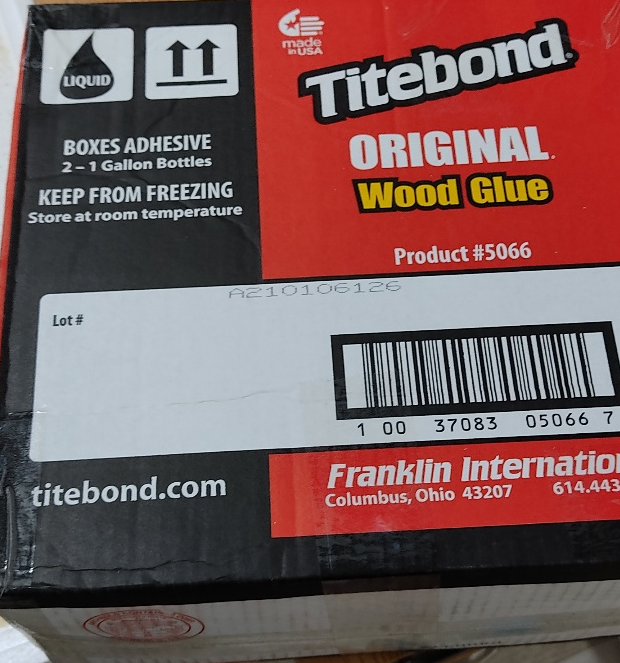 LIQUID
made
in USA
Titebond®
ORIGINAL
Wood Glue
BOXES ADHESIVE
2 – 1 Gallon Bottles
KEEP FROM FREEZING
Store at room temperature
Product #5066
A210106126
Lot #
1 00 37083 05066 7
titebond.com
Franklin Internatio
Columbus, Ohio 43207 614.443